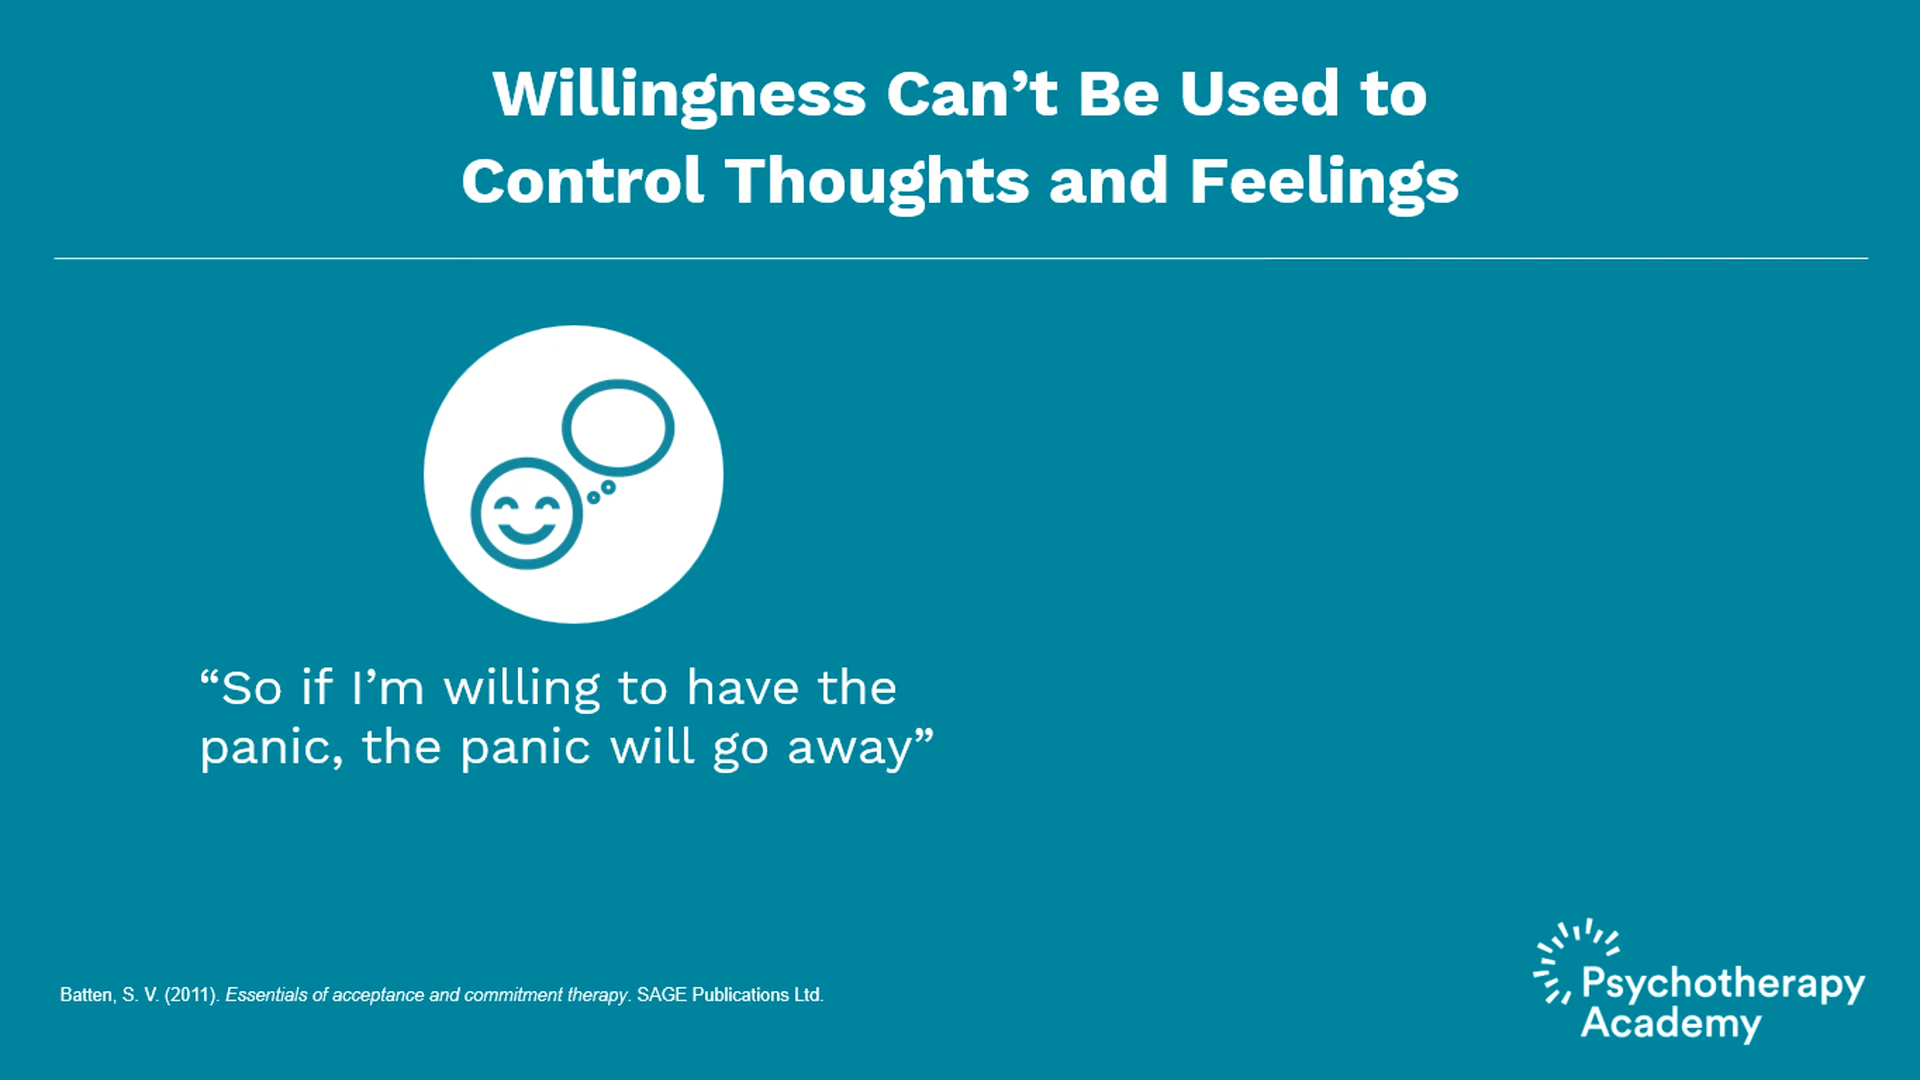 Willingness Can’t Be Used to
Control Thoughts and Feelings
“So if I’m willing to have the
panic, the panic will go away”
Batten, S. V. (2011). Essentials of acceptance and commitment therapy. SAGE Publications Ltd.
Psychotherapy
Academy